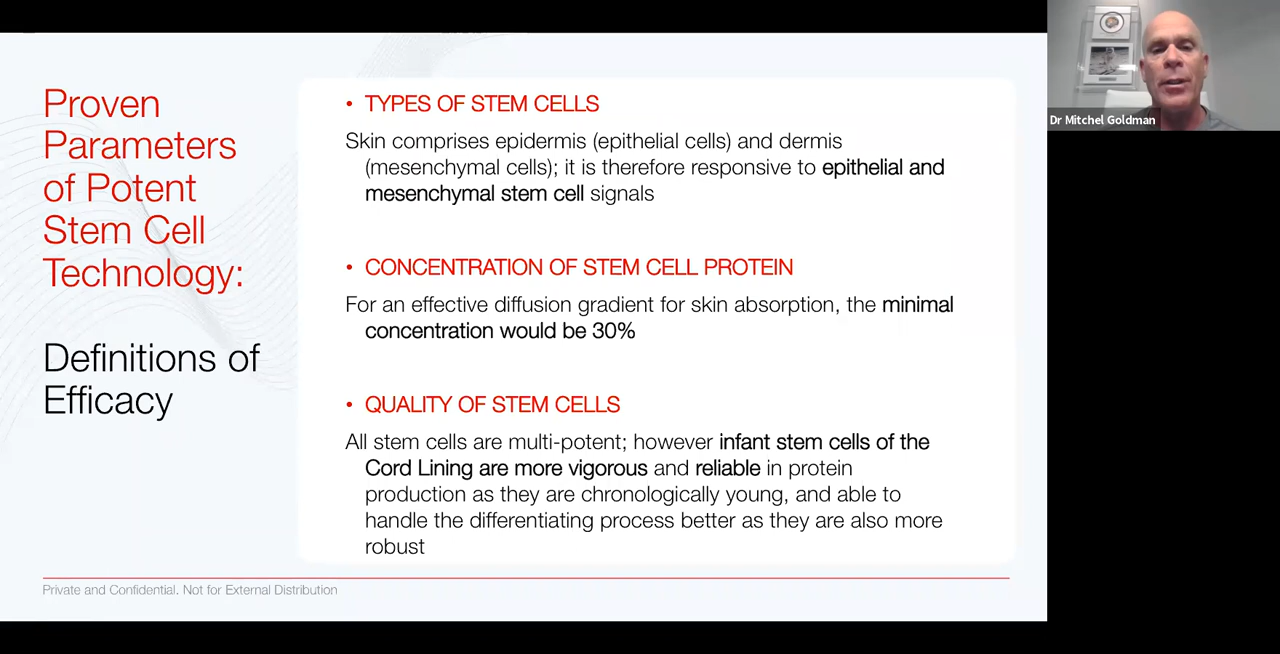 Proven
Parameters
of Potent
Stem Cell
Technology:
Definitions of
Efficacy
• TYPES OF STEM CELLS
Skin comprises epidermis (epithelial cells) and dermis
(mesenchymal cells); it is therefore responsive to epithelial and
mesenchymal stem cell signals
• CONCENTRATION OF STEM CELL PROTEIN
For an effective diffusion gradient for skin absorption, the minimal
concentration would be 30%
• QUALITY OF STEM CELLS
All stem cells are multi-potent; however infant stem cells of the
Cord Lining are more vigorous and reliable in protein
production as they are chronologically young, and able to
handle the differentiating process better as they are also more
robust
Private and Confidential. Not for External Distribution
Dr Mitchel Goldman